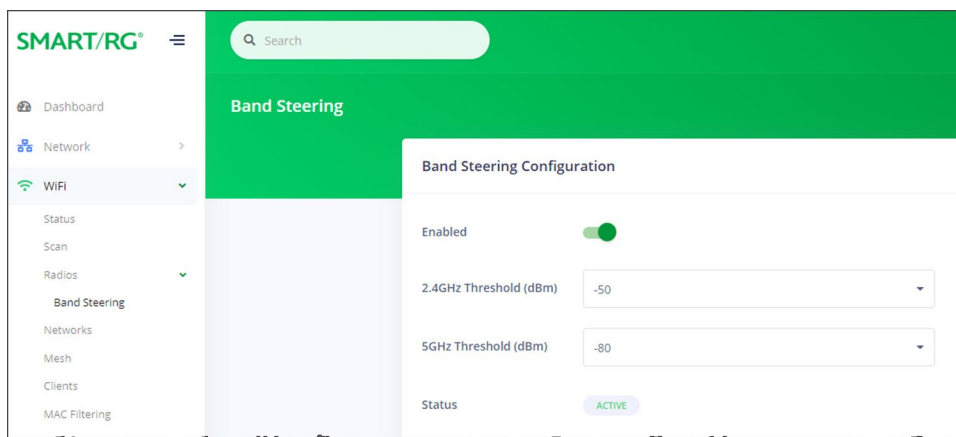 SMART/RG®
Search
Dashboard
Network
WiFi
Status
Scan
Radios
Band Steering
Networks
Mesh
Clients
MAC Filtering
Band Steering
Band Steering Configuration
Enabled
2.4GHz Threshold (dBm) -50
5GHz Threshold (dBm) -80
Status ACTIVE